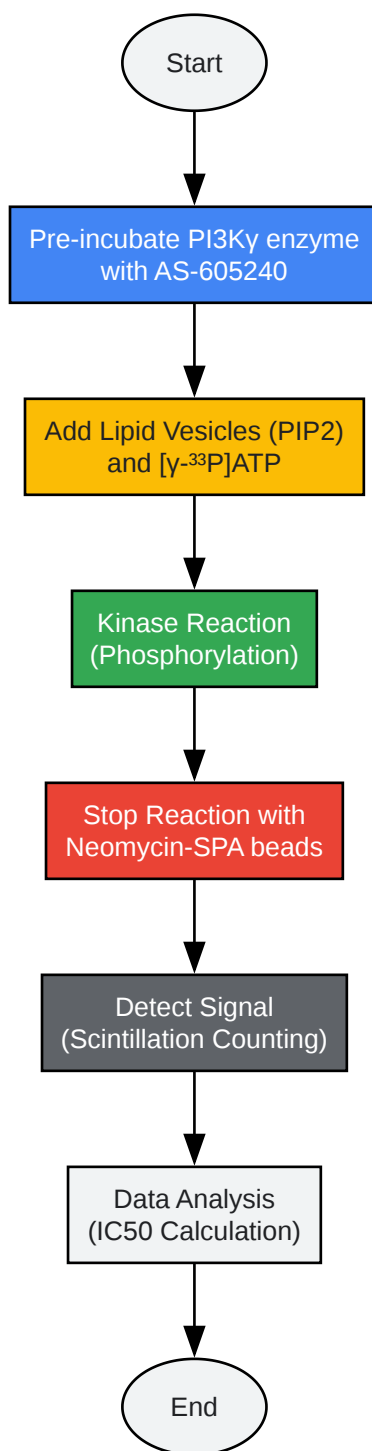 Start
Pre-incubate PI3Kγ enzyme
with AS-605240
Add Lipid Vesicles (PIP2)
and [γ-³³P]ATP
Kinase Reaction
(Phosphorylation)
Stop Reaction with
Neomycin-SPA beads
Detect Signal
(Scintillation Counting)
Data Analysis
(IC50 Calculation)
End